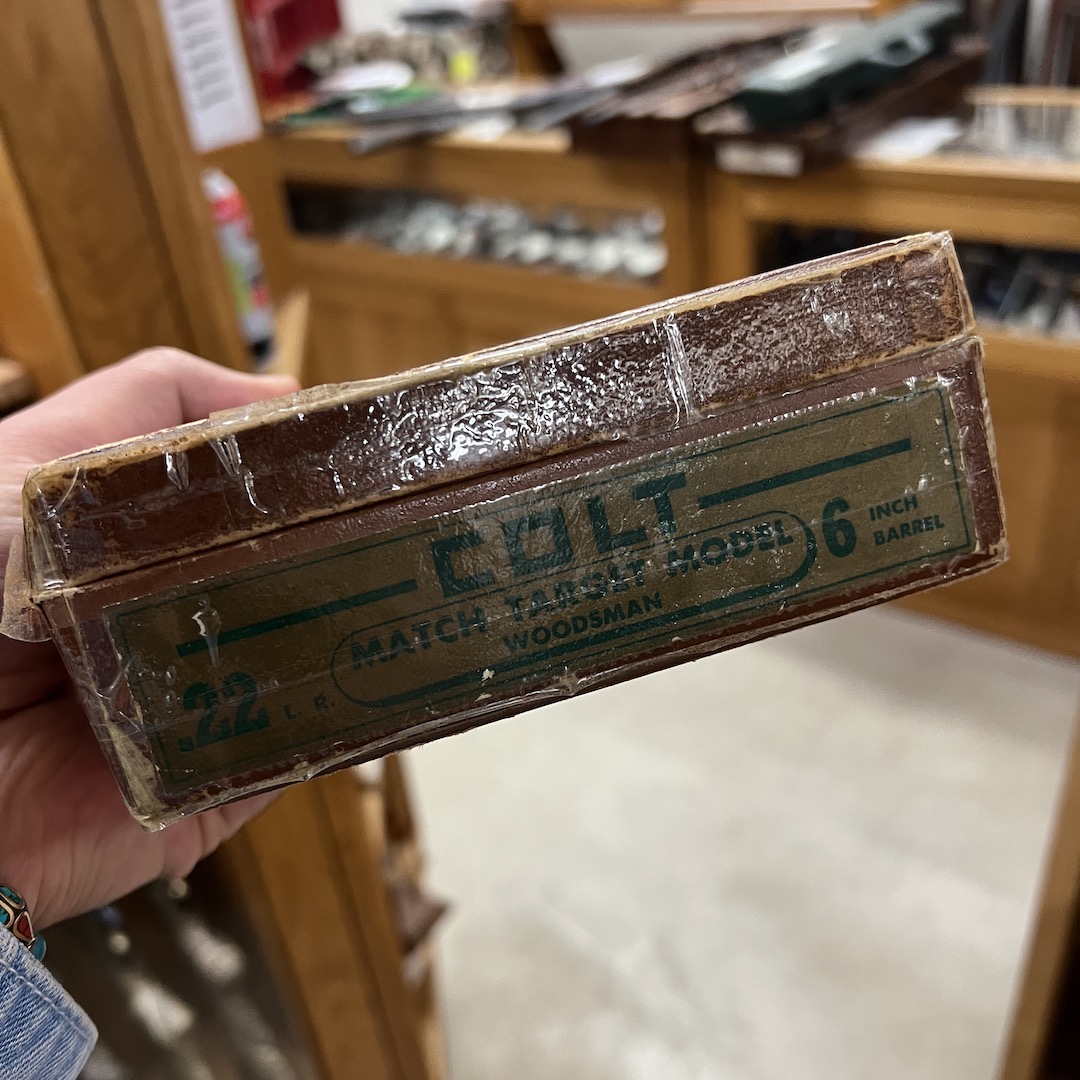 COLT
MATCH TARGET MODEL
WOODSMAN
6 INCH
BARREL
22 L. R.